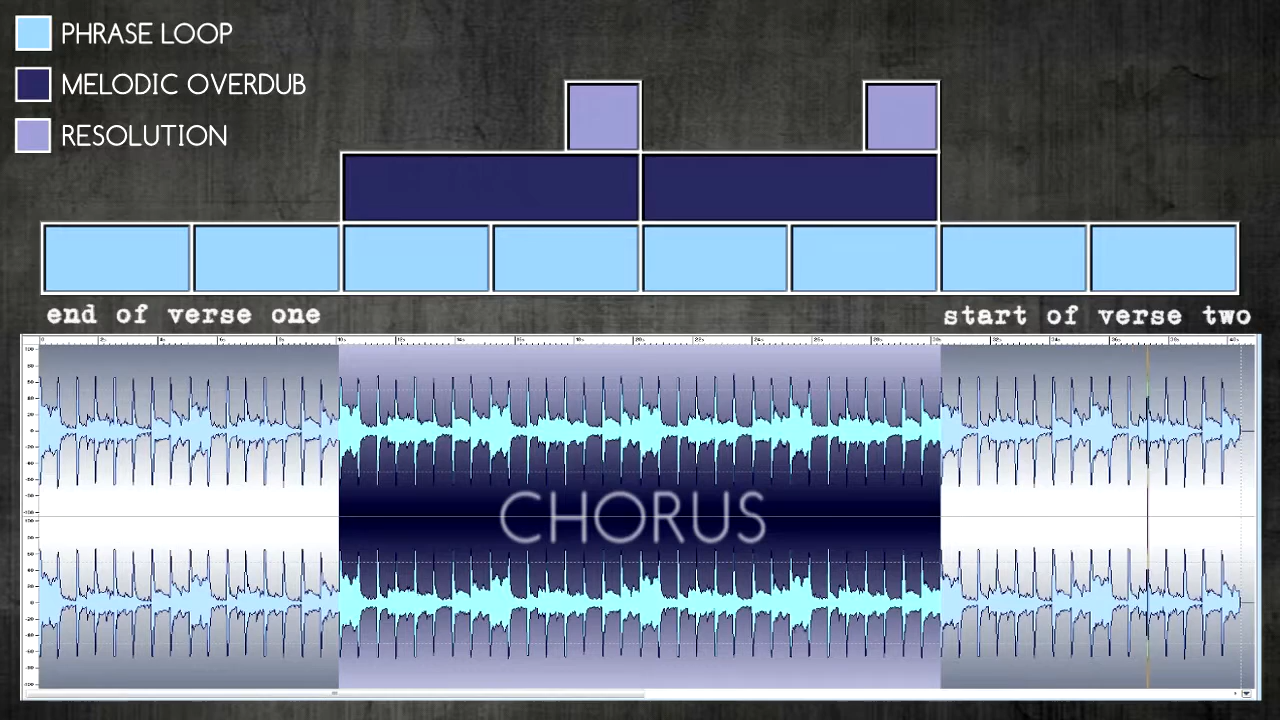 PHRASE LOOP
MELODIC OVERDUB
RESOLUTION
end of verse one
start of verse two
CHORUS